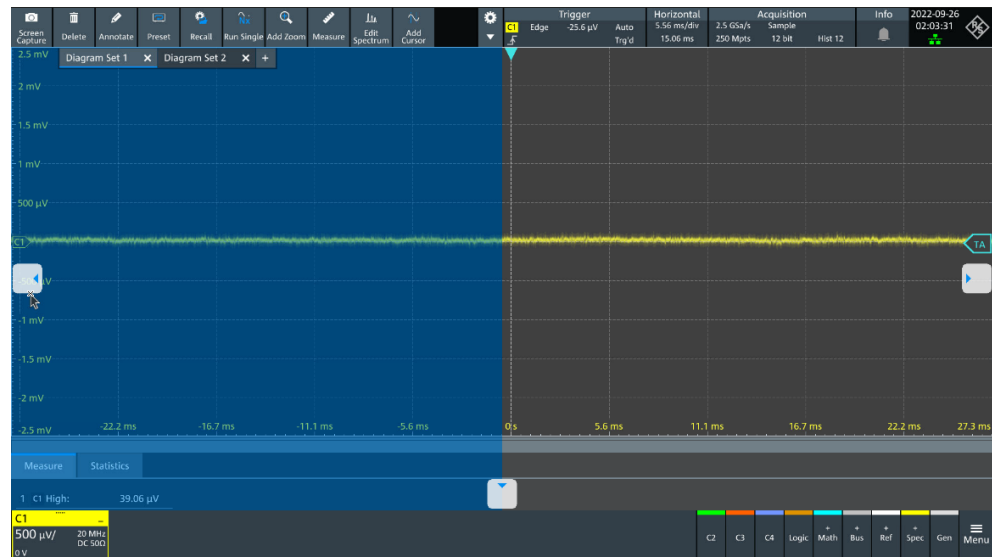 Screen Capture
Delete
Annotate
Preset
Recall
Run Single
Add Zoom
Measure
Edit Spectrum
Add Cursor
C1
Trigger
Edge
-25.6 µV
Auto
Trg'd
Horizontal
5.56 ms/div
15.06 ms
Acquisition
2.5 GSa/s
Sample
250 Mpts
12 bit
Hist 12
Info
2022-09-26
02:03:31
R&S
Diagram Set 1
Diagram Set 2
+
2.5 mV
2 mV
1.5 mV
1 mV
500 µV
C1
TA
-1 mV
-1.5 mV
-2 mV
-2.5 mV
-22.2 ms
-16.7 ms
-11.1 ms
-5.6 ms
0 s
5.6 ms
11.1 ms
16.7 ms
22.2 ms
27.3 ms
Measure
Statistics
1 C1 High: 39.06 µV
C1
500 µV/
20 MHz
DC 50Ω
0 V
C2
C3
C4
Logic
+ Math
+ Bus
+ Ref
+ Spec
Gen
Menu